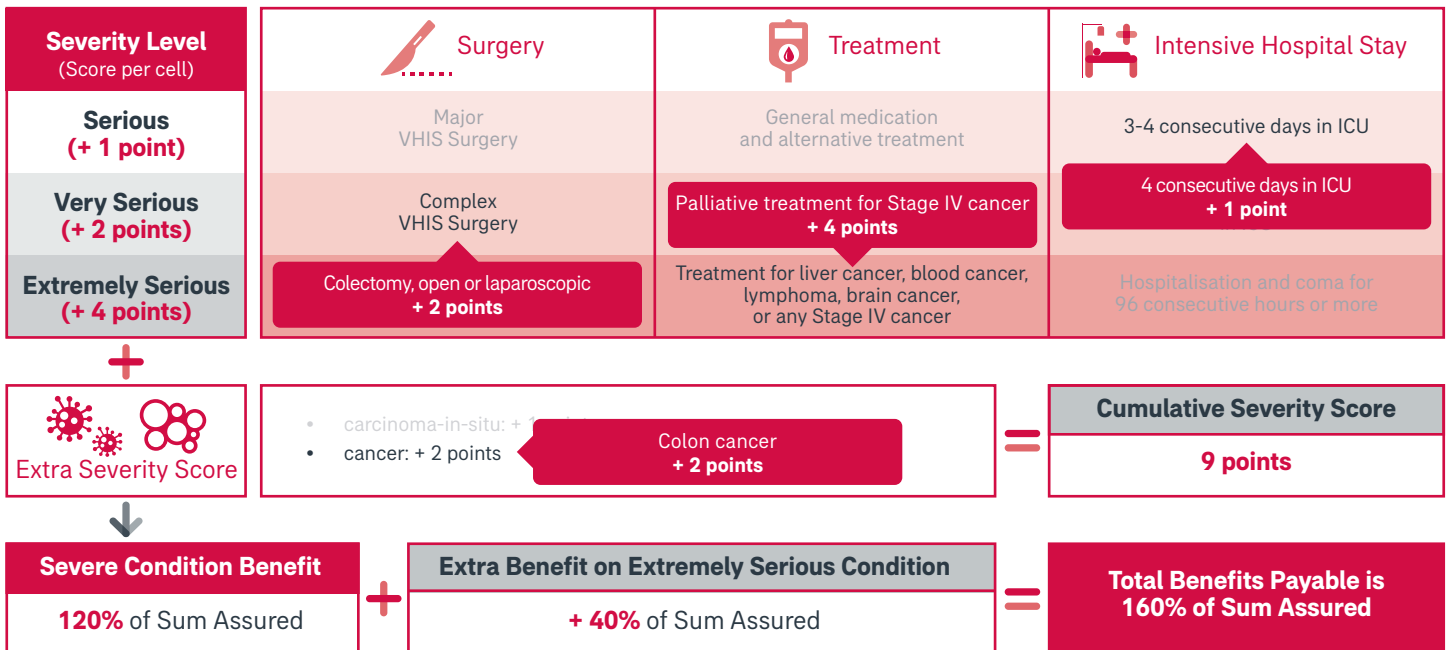 Severity Level
(Score per cell)
Surgery
Treatment
Intensive Hospital Stay
Serious
(+ 1 point)
Major
VHIS Surgery
General medication
and alternative treatment
3-4 consecutive days in ICU
Very Serious
(+ 2 points)
Complex
VHIS Surgery
Palliative treatment for Stage IV cancer
+ 4 points
4 consecutive days in ICU
+ 1 point
Extremely Serious
(+ 4 points)
Colectomy, open or laparoscopic
+ 2 points
Treatment for liver cancer, blood cancer,
lymphoma, brain cancer,
or any Stage IV cancer
Hospitalisation and coma for
96 consecutive hours or more
+
Extra Severity Score
• carcinoma-in-situ: +
• cancer: + 2 points
Colon cancer
+ 2 points
=
Cumulative Severity Score
9 points
Severe Condition Benefit
120% of Sum Assured
+
Extra Benefit on Extremely Serious Condition
+ 40% of Sum Assured
=
Total Benefits Payable is
160% of Sum Assured